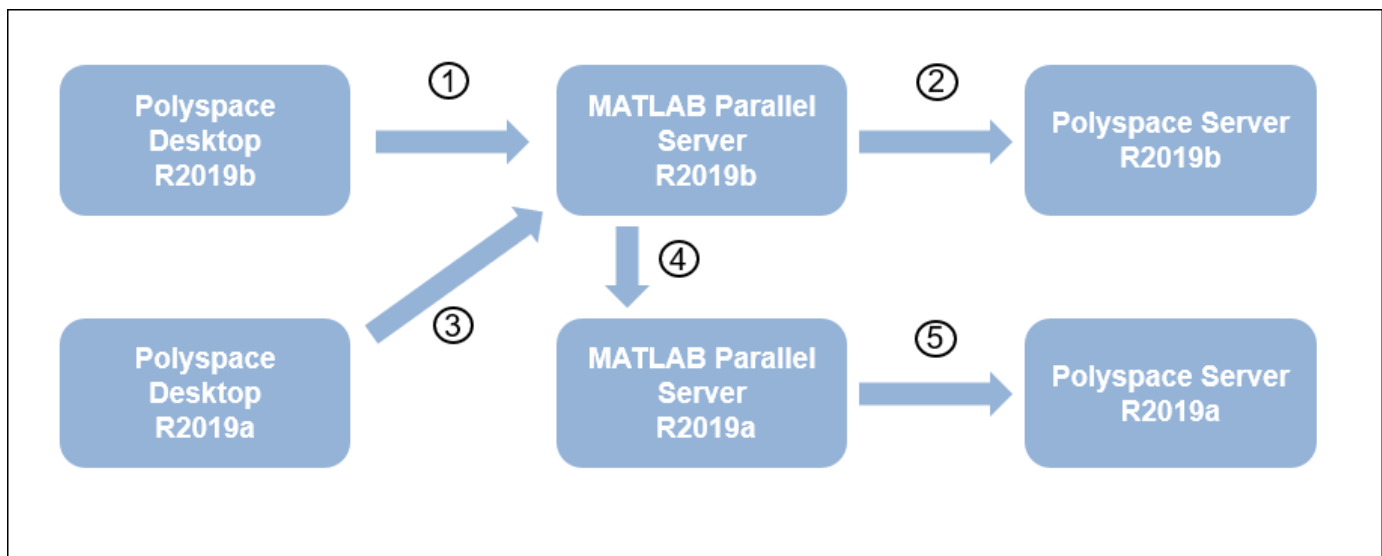 Polyspace
Desktop
R2019b
①
MATLAB Parallel
Server
R2019b
②
Polyspace Server
R2019b
Polyspace
Desktop
R2019a
③
④
MATLAB Parallel
Server
R2019a
⑤
Polyspace Server
R2019a